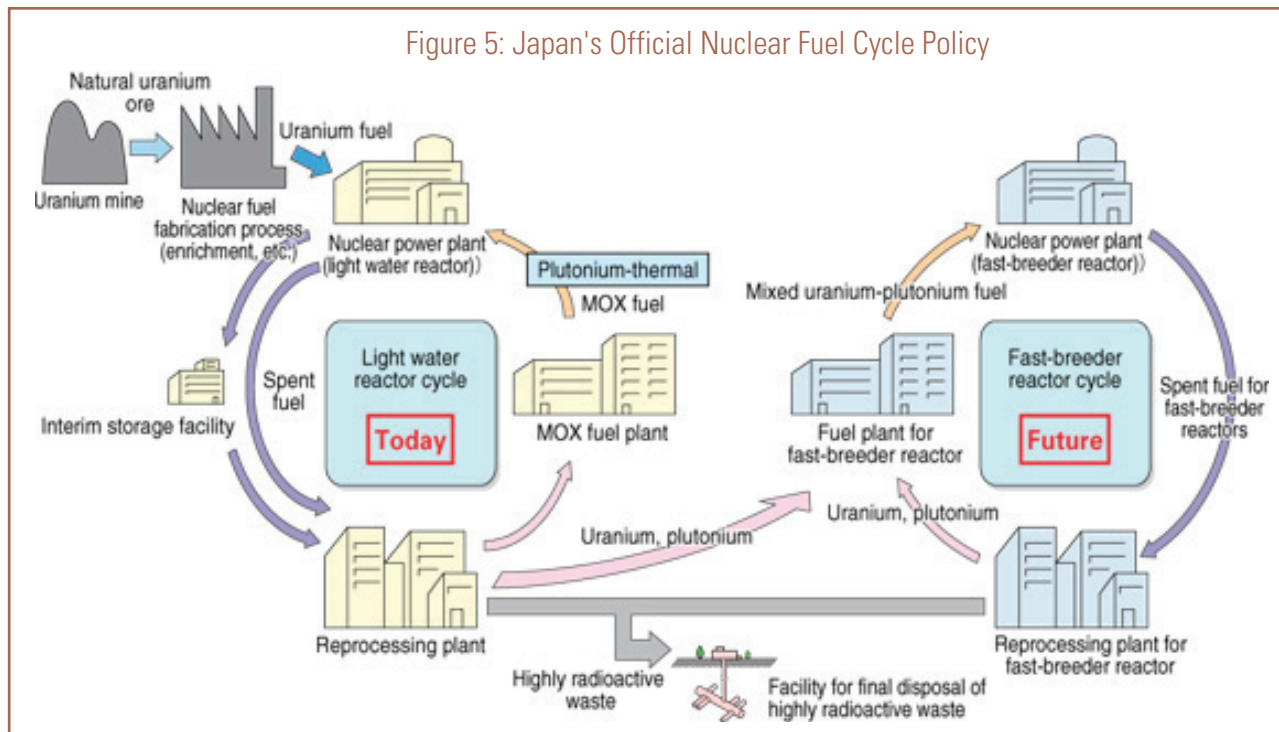 Figure 5: Japan's Official Nuclear Fuel Cycle Policy
Natural uranium
ore
Uranium fuel
Uranium mine
Nuclear fuel
fabrication process
(enrichment, etc.)
Nuclear power plant
(light water reactor)）
Plutonium-thermal
MOX fuel
Nuclear power plant
(fast-breeder reactor)）
Mixed uranium-plutonium fuel
Light water
reactor cycle
Today
Spent
fuel
Interim storage facility
MOX fuel plant
Fuel plant for
fast-breeder reactor
Fast-breeder
reactor cycle
Future
Spent fuel for
fast-breeder
reactors
Uranium, plutonium
Uranium, plutonium
Reprocessing plant
Reprocessing plant for
fast-breeder reactor
Highly radioactive
waste
Facility for final disposal of
highly radioactive waste